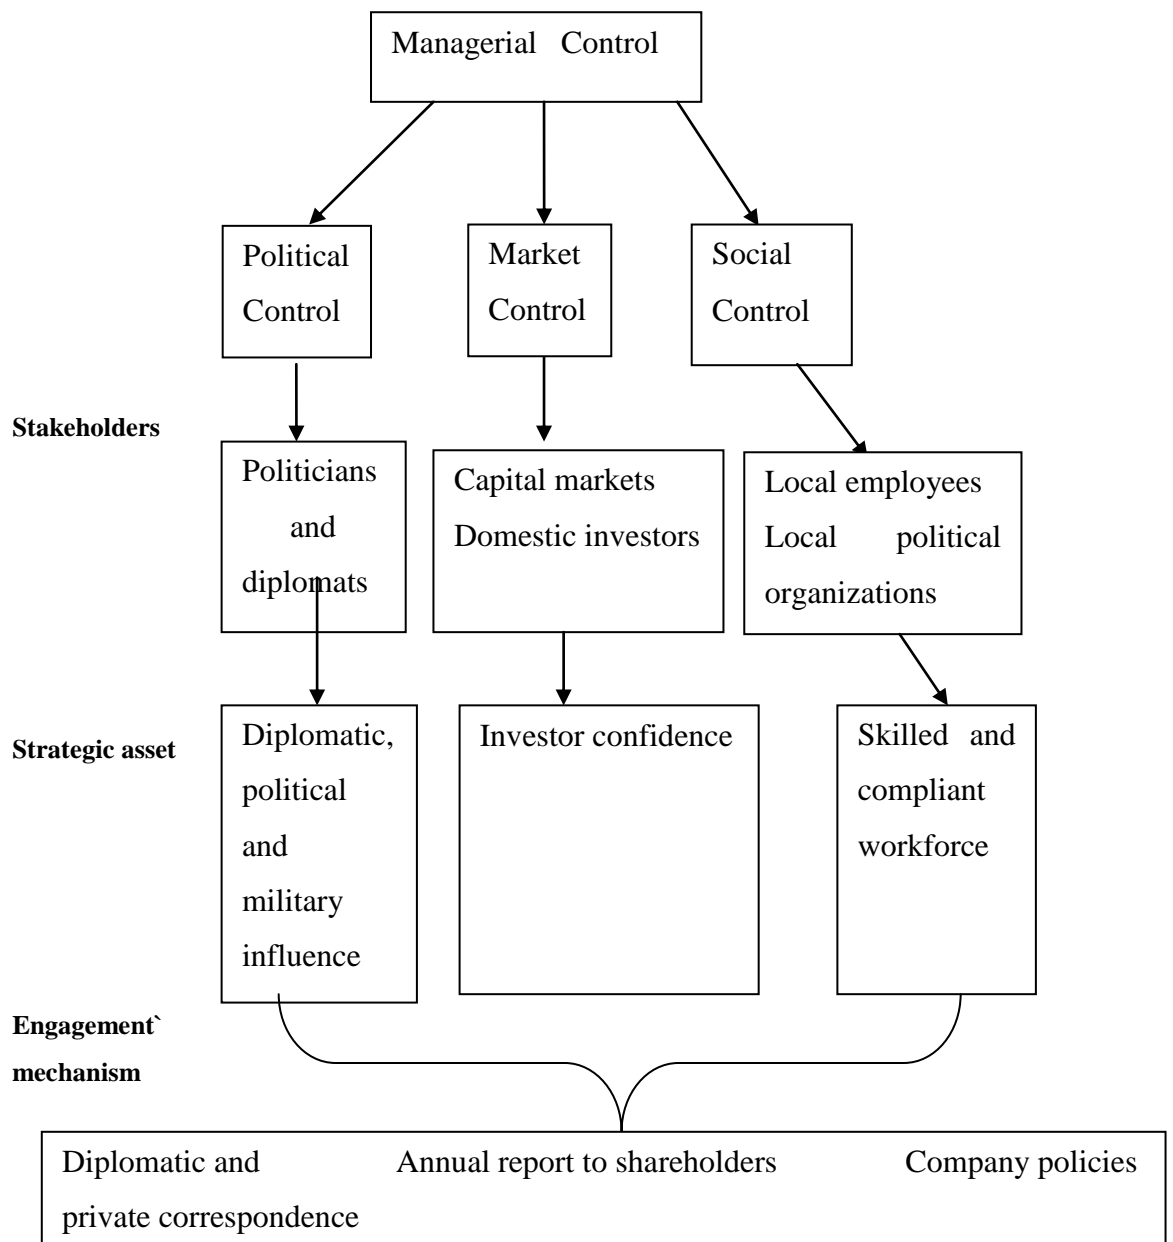 Managerial Control
Political
Control
Market
Control
Social
Control
Stakeholders
Politicians
and
diplomats
Capital markets
Domestic investors
Local employees
Local political
organizations
Strategic asset
Diplomatic,
political
and
military
influence
Investor confidence
Skilled and
compliant
workforce
Engagement`
mechanism
Diplomatic and
private correspondence
Annual report to shareholders
Company policies